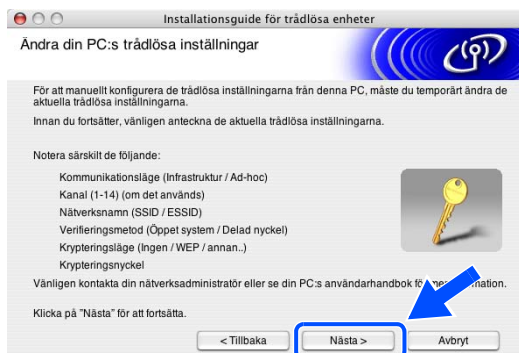 Installationsguide för trådlösa enheter
Ändra din PC:s trådlösa inställningar
För att manuellt konfigurera de trådlösa inställningarna från denna PC, måste du temporärt ändra de
aktuella trådlösa inställningarna.
Innan du fortsätter, vänligen anteckna de aktuella trådlösa inställningarna.
Notera särskilt de följande:
Kommunikationsläge (Infrastruktur / Ad-hoc)
Kanal (1-14) (om det används)
Nätverksnamn (SSID / ESSID)
Verifieringsmetod (Öppet system / Delad nyckel)
Krypteringsläge (Ingen / WEP / annan..)
Krypteringsnyckel
Vänligen kontakta din nätverksadministratör eller se din PC:s användarhandbok
Klicka på "Nästa" för att fortsätta.
< Tillbaka
Nästa >
Avbryt